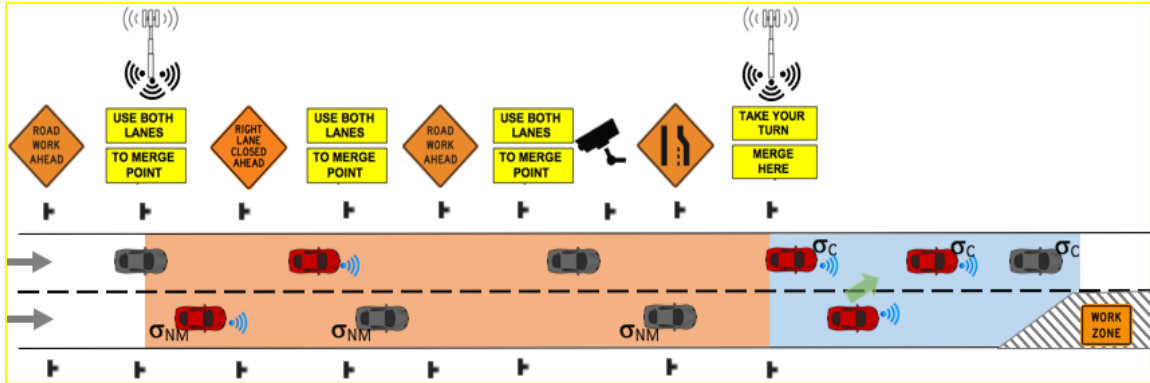 ROAD
WORK
AHEAD
USE BOTH
LANES
TO MERGE
POINT
RIGHT
LANE
CLOSED
AHEAD
USE BOTH
LANES
TO MERGE
POINT
ROAD
WORK
AHEAD
USE BOTH
LANES
TO MERGE
POINT
TAKE YOUR
TURN
MERGE
HERE
σC
σC
σC
σNM
σNM
σNM
WORK
ZONE